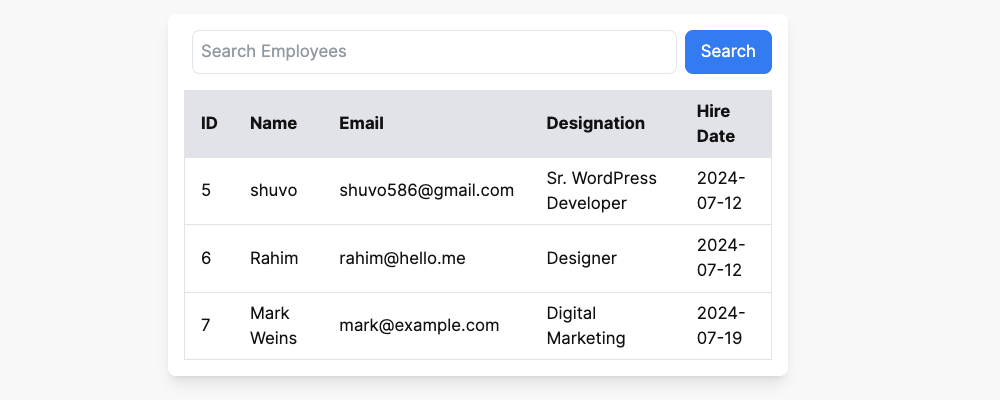 Search Employees Search
ID Name Email Designation Hire Date
5 shuvo shuvo586@gmail.com Sr. WordPress Developer 2024-07-12
6 Rahim rahim@hello.me Designer 2024-07-12
7 Mark Weins mark@example.com Digital Marketing 2024-07-19